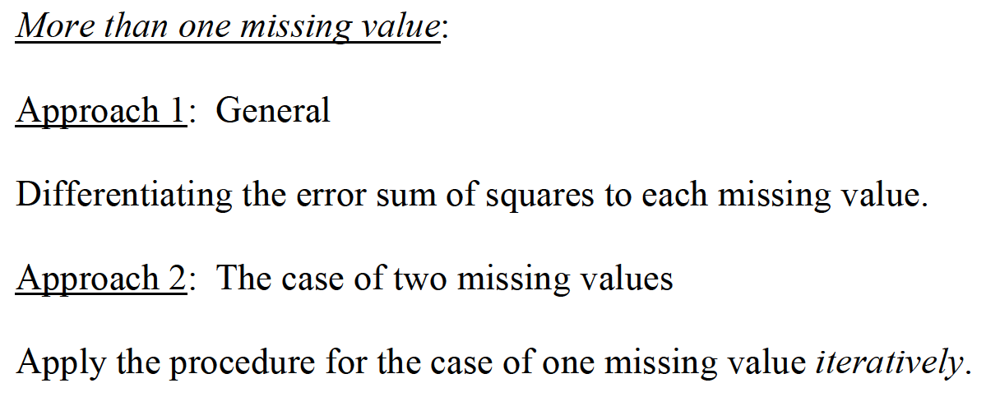 More than one missing value:
Approach 1: General
Differentiating the error sum of squares to each missing value.
Approach 2: The case of two missing values
Apply the procedure for the case of one missing value iteratively.